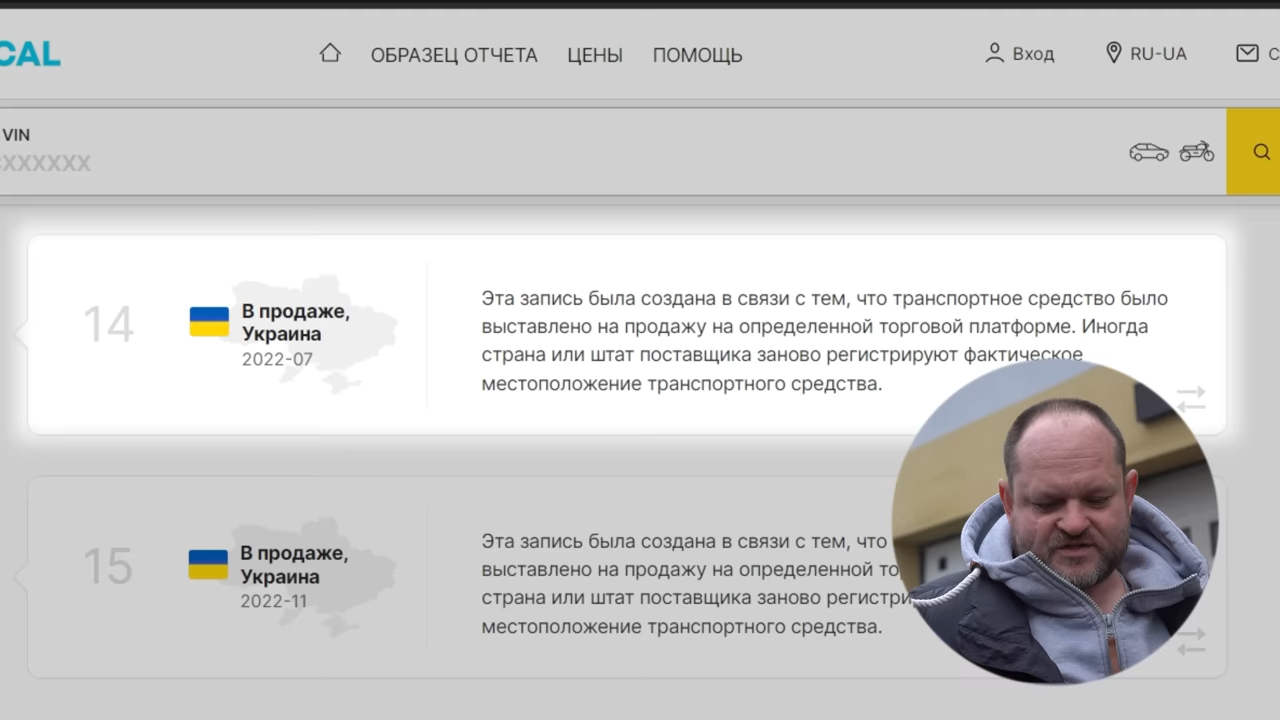 CAL
ОБРАЗЕЦ ОТЧЕТА ЦЕНЫ ПОМОЩЬ Вход RU-UA
VIN
XXXXXX
14
В продаже,
Украина
2022-07
Эта запись была создана в связи с тем, что транспортное средство было
выставлено на продажу на определенной торговой платформе. Иногда
страна или штат поставщика заново регистрируют фактическое
местоположение транспортного средства.
15
В продаже,
Украина
2022-11
Эта запись была создана в связи с тем, что
выставлено на продажу на определенной
страна или штат поставщика заново
местоположение транспортного средства.